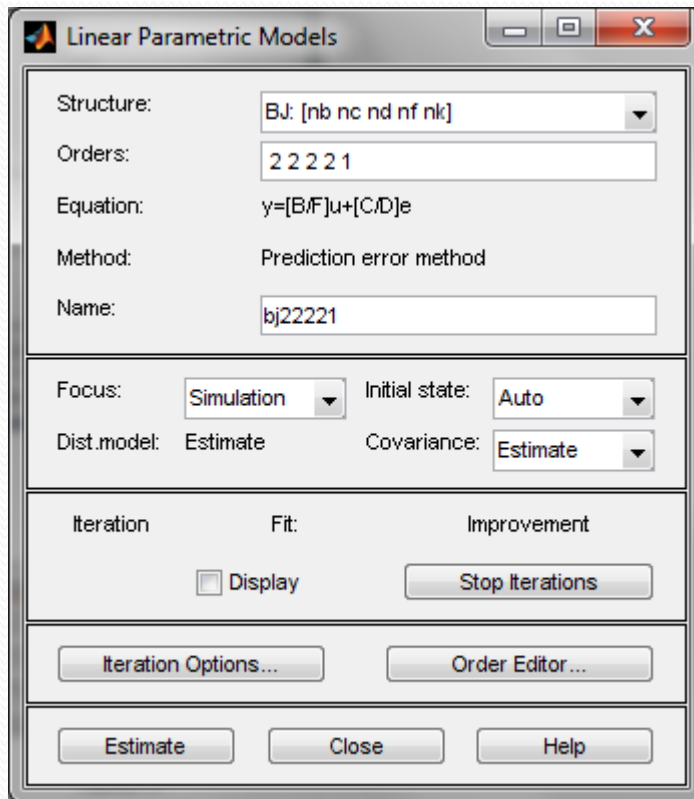 Linear Parametric Models
Structure: BJ: [nb nc nd nf nk]
Orders: 2 2 2 2 1
Equation: y=[B/F]u+[C/D]e
Method: Prediction error method
Name: bj22221
Focus: Simulation Initial state: Auto
Dist.model: Estimate Covariance: Estimate
Iteration Fit: Improvement
Display Stop Iterations
Iteration Options... Order Editor...
Estimate Close Help